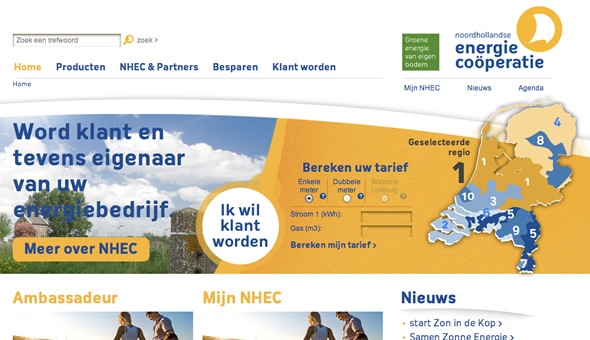 Zoek een trefwoord
zoek >
Groene
energie
van eigen
bodem
noordhollandse
energie
coöperatie
Home
Producten
NHEC & Partners
Besparen
Klant worden
Mijn NHEC
Nieuws
Agenda
Home
Word klant en
tevens eigenaar
van uw
energiebedrijf.
Meer over NHEC
Ik wil
klant
worden
Bereken uw tarief
Enkele
meter
?
Dubbele
meter
?
Brabant/
Limburg
?
Stroom 1 (kWh):
Gas (m3):
Bereken mijn tarief >
Geselecteerde
regio
1
4
8
1
1
10
3
6
2
5
9
5
7
Ambassadeur
Mijn NHEC
Nieuws
• start Zon in de Kop >
• Samen Zonne Energie >